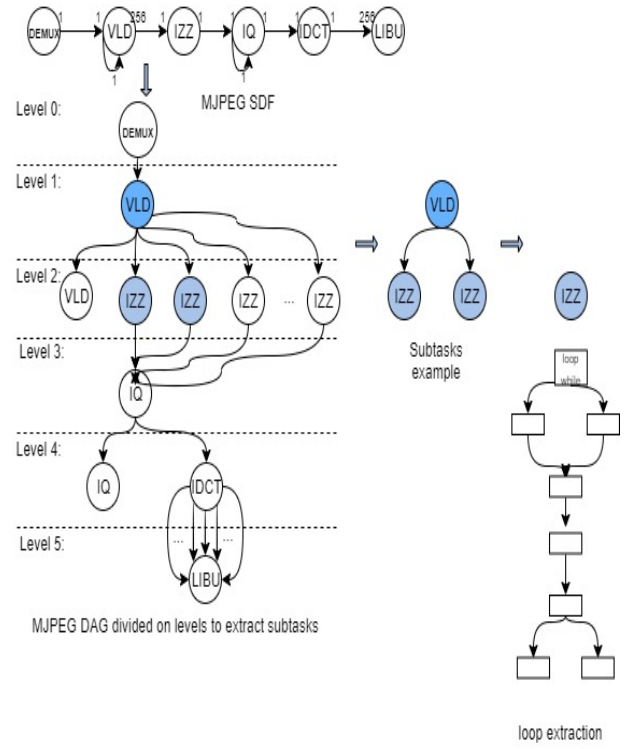 1 1 256 1 1 1 1 1 1 256
DEMUX VLD IZZ IQ IDCT LIBU
1 1
MJPEG SDF
Level 0:
DEMUX
Level 1:
VLD VLD
Level 2:
VLD IZZ IZZ IZZ ... IZZ IZZ IZZ IZZ
Level 3:
IQ
Subtasks
example
loop
while
Level 4:
IQ IDCT
Level 5:
... ...
LIBU
MJPEG DAG divided on levels to extract subtasks
loop extraction